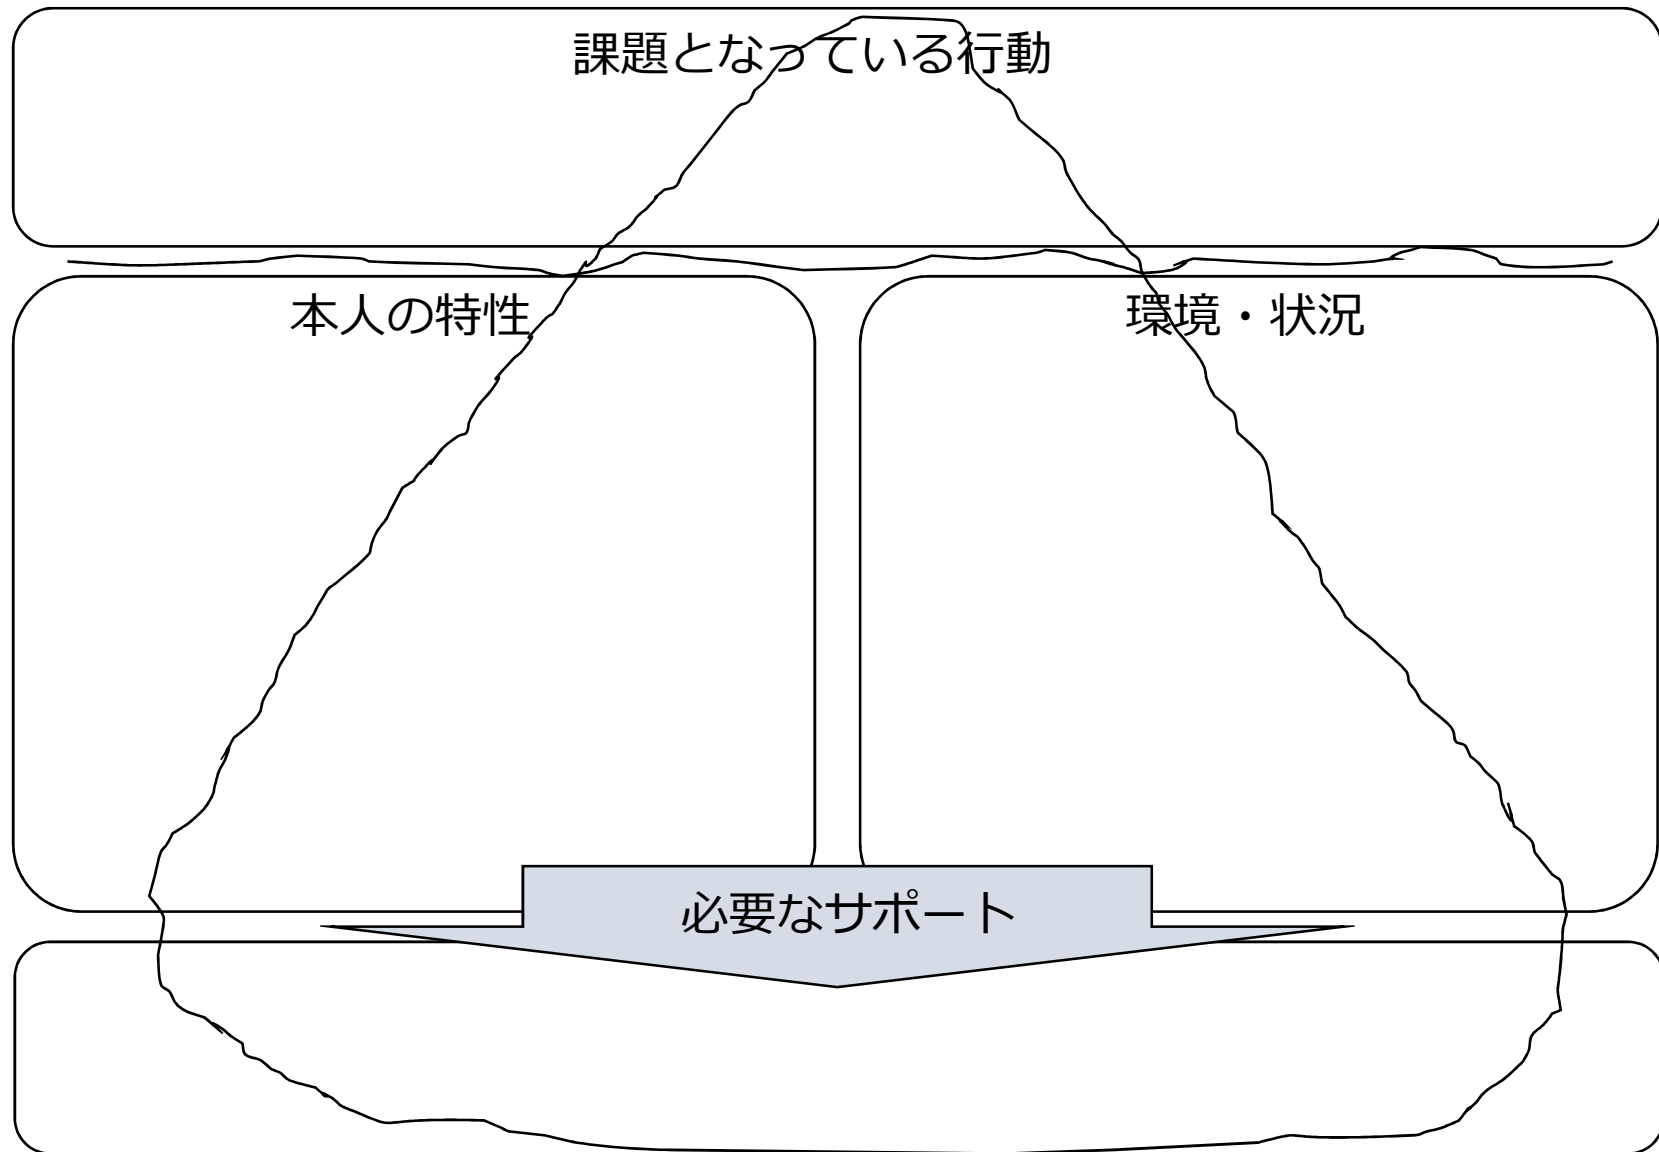 課題となっている行動
本人の特性
環境・状況
必要なサポート